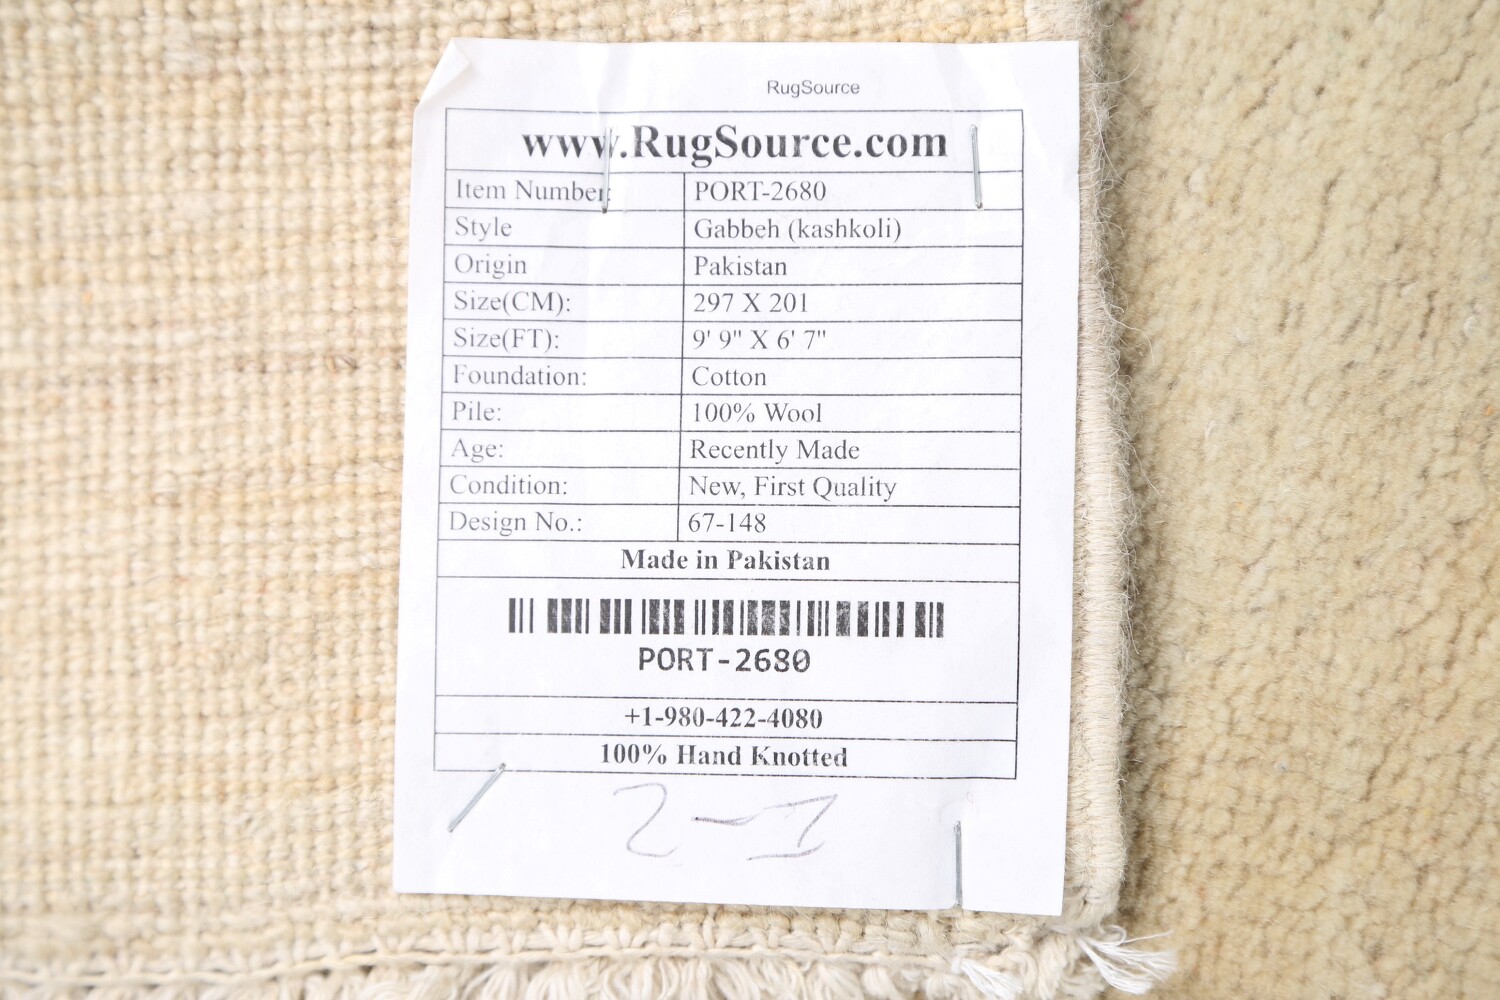 RugSource
www.RugSource.com
Item Number: PORT-2680
Style Gabbeh (kashkoli)
Origin Pakistan
Size(CM): 297 X 201
Size(FT): 9' 9" X 6' 7"
Foundation: Cotton
Pile: 100% Wool
Age: Recently Made
Condition: New, First Quality
Design No.: 67-148
Made in Pakistan
PORT-2680
+1-980-422-4080
100% Hand Knotted
2-1